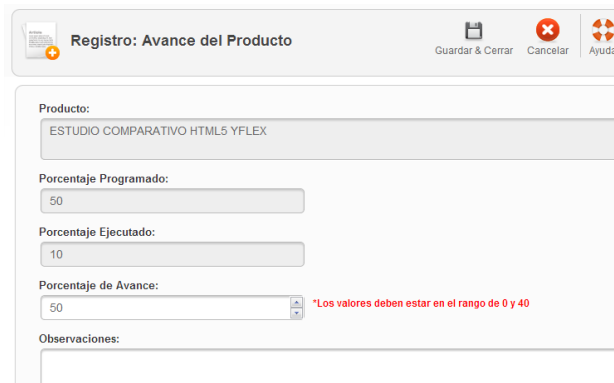 Registro: Avance del Producto
Guardar & Cerrar
Cancelar
Ayuda
Producto:
ESTUDIO COMPARATIVO HTML5 YFLEX
Porcentaje Programado:
50
Porcentaje Ejecutado:
10
Porcentaje de Avance:
50
*Los valores deben estar en el rango de 0 y 40
Observaciones: